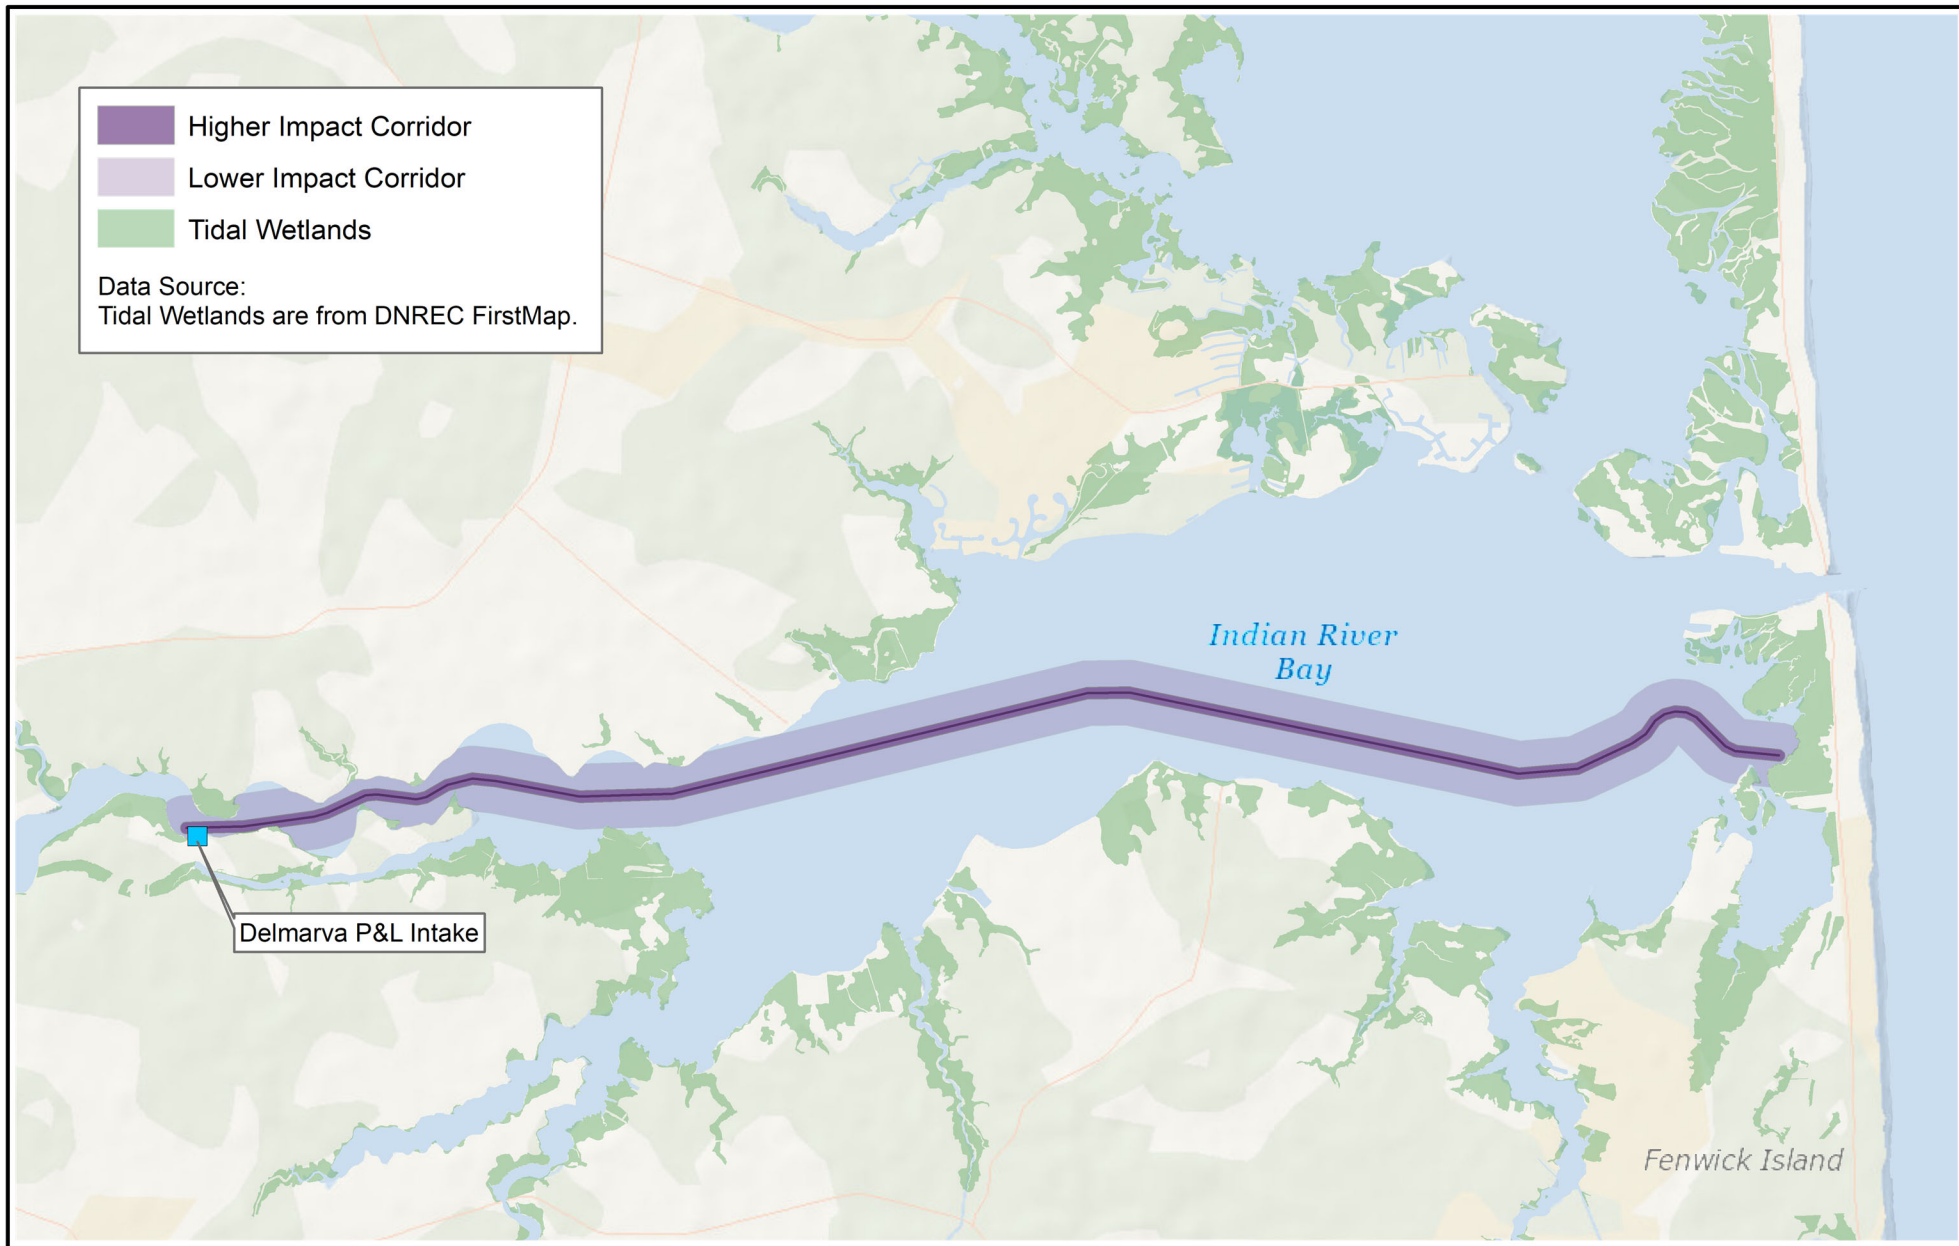 Higher Impact Corridor
Lower Impact Corridor
Tidal Wetlands
Data Source:
Tidal Wetlands are from DNREC FirstMap.
Indian River
Bay
Delmarva P&L Intake
Fenwick Island